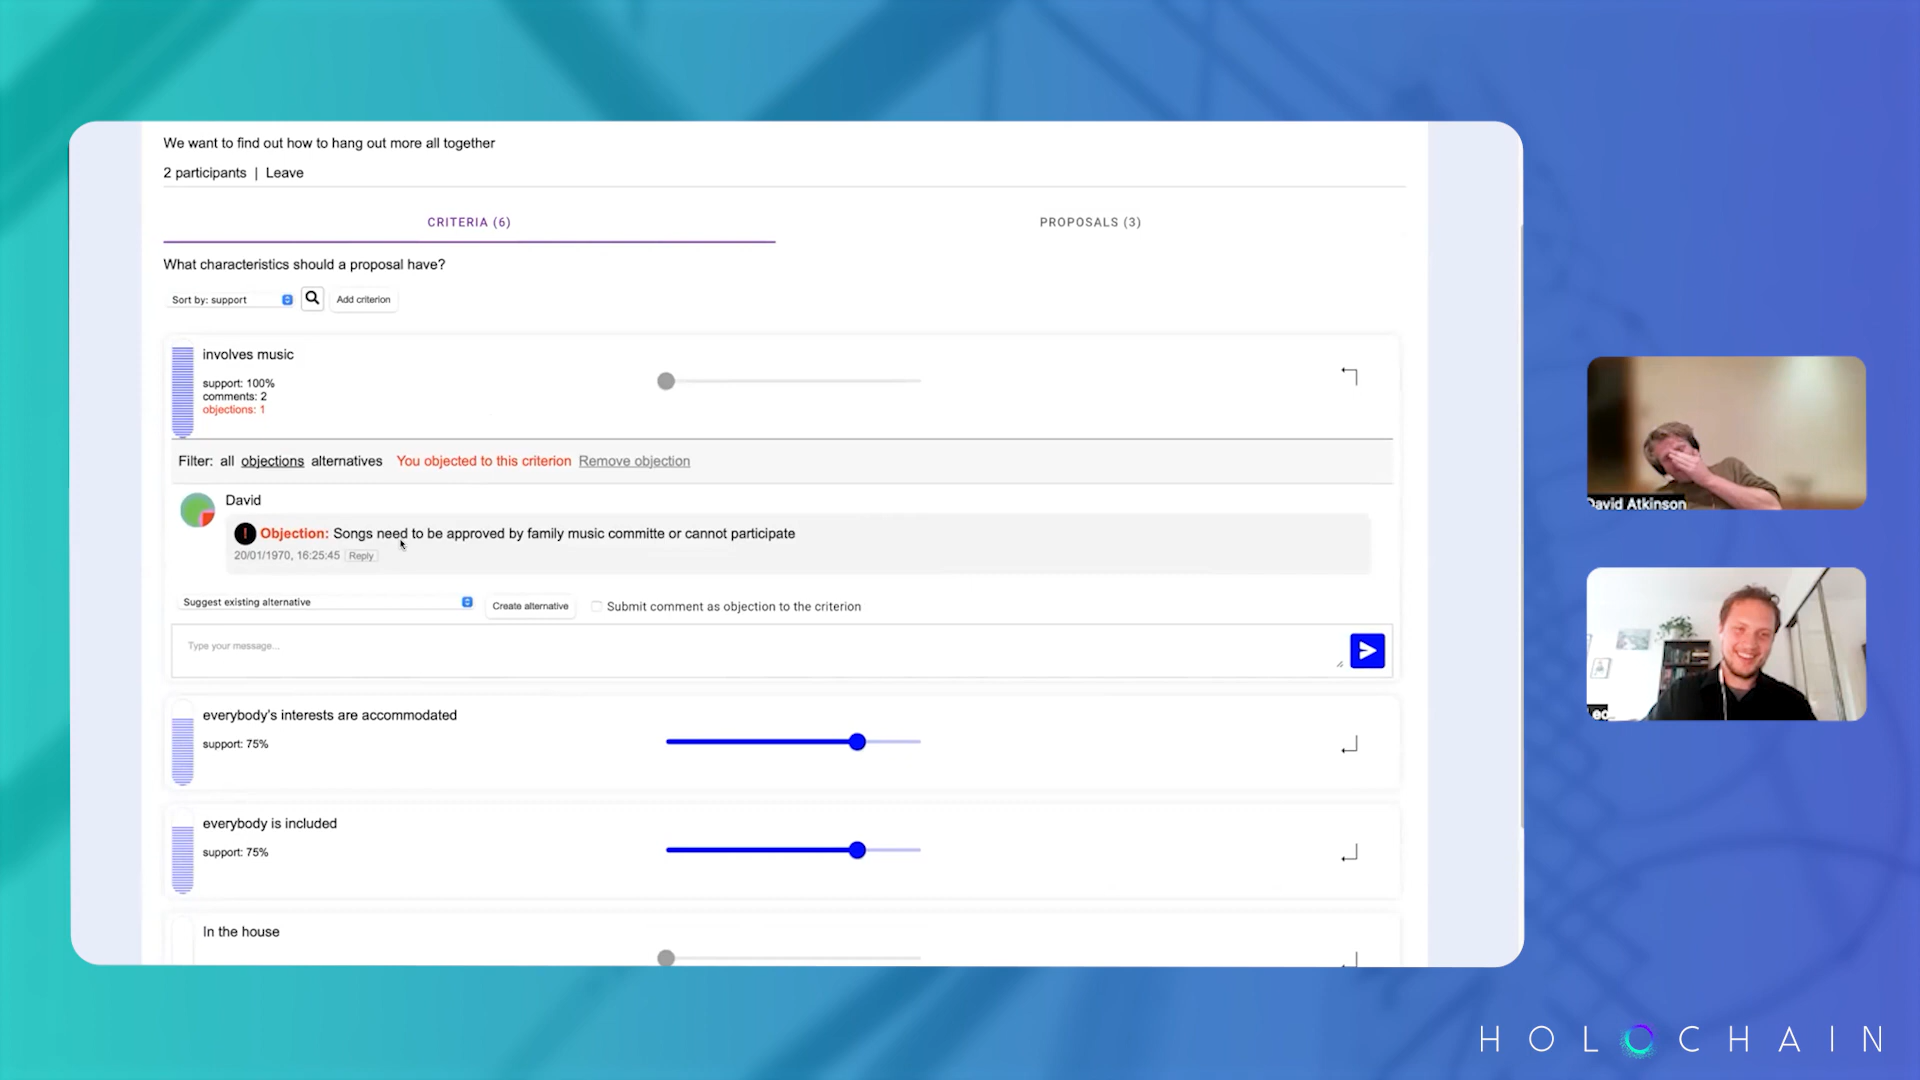 We want to find out how to hang out more all together
2 participants | Leave
CRITERIA (6)
PROPOSALS (3)
What characteristics should a proposal have?
Sort by: support
Add criterion
involves music
support: 100%
comments: 2
objections: 1
Filter: all objections alternatives You objected to this criterion Remove objection
David
! Objection: Songs need to be approved by family music committe or cannot participate
20/01/1970, 16:25:45 Reply
Suggest existing alternative
Create alternative
Submit comment as objection to the criterion
Type your message...
everybody's interests are accommodated
support: 75%
everybody is included
support: 75%
In the house
David Atkinson
HOLOCHAIN